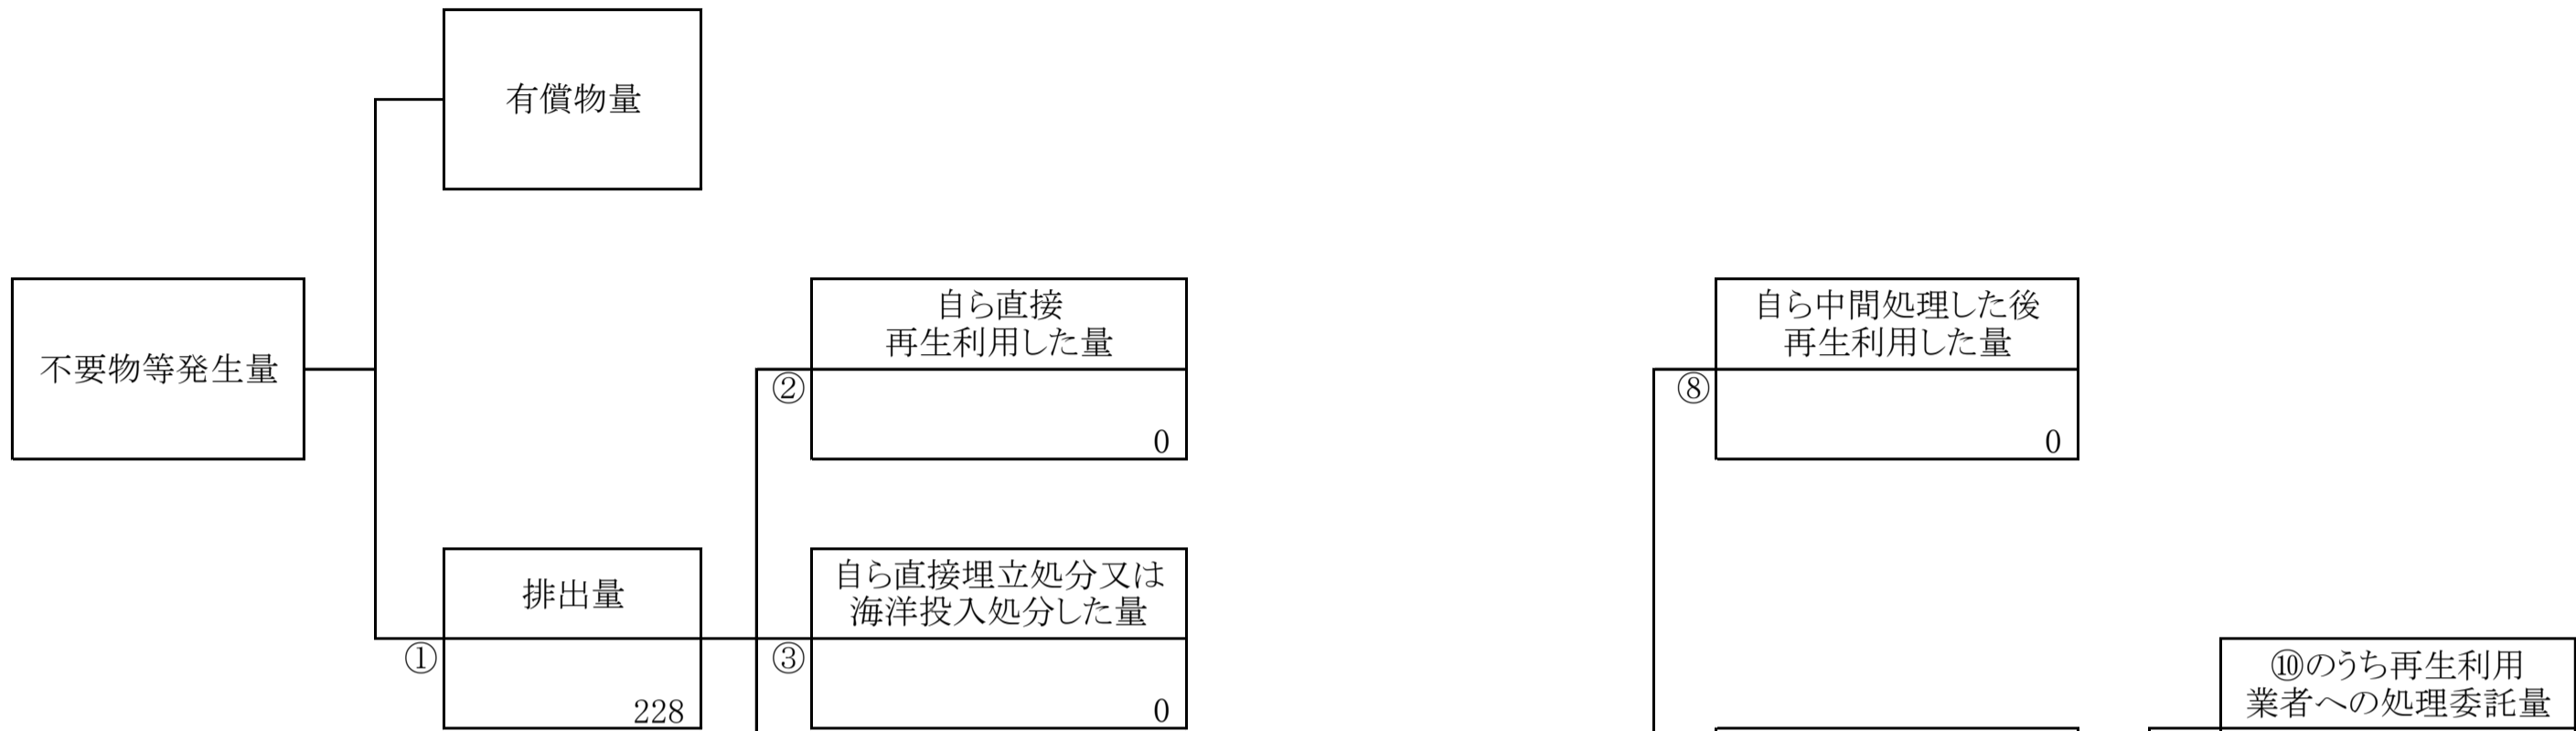 有償物量
不要物等発生量
自ら直接
再生利用した量
②
0
自ら中間処理した後
再生利用した量
⑧
0
排出量
①
228
自ら直接埋立処分又は
海洋投入処分した量
③
0
⑩のうち再生利用
業者への処理委託量